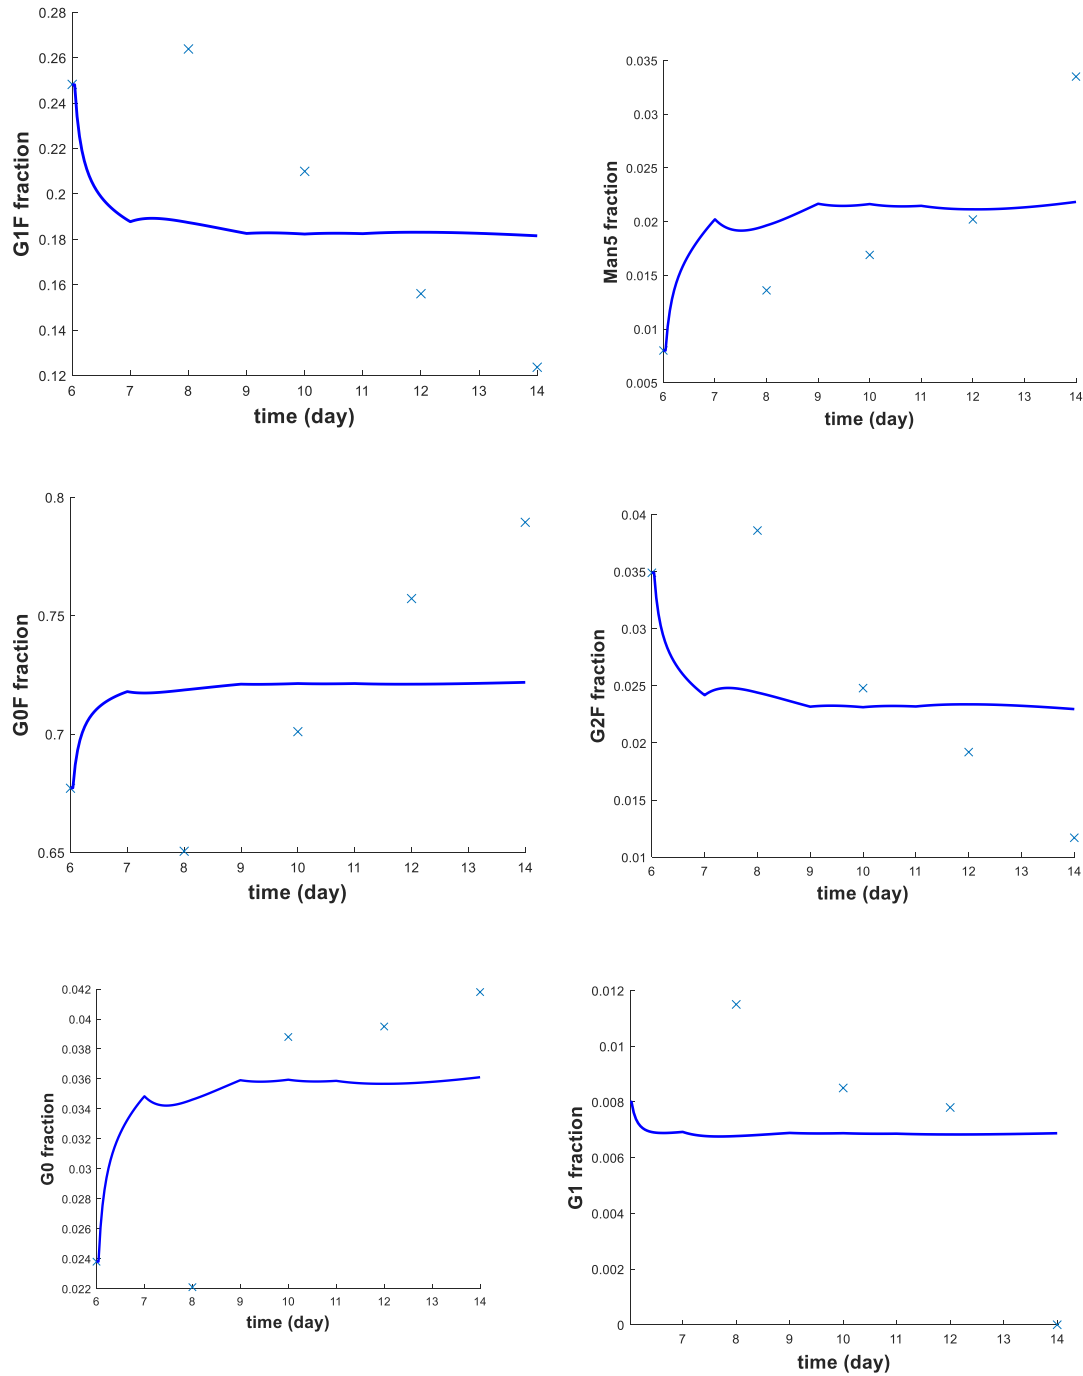 0.28
0.26
0.24
0.22
0.2
0.18
0.16
0.14
0.12
6 7 8 9 10 11 12 13 14
G1F fraction
time (day)
0.035
0.03
0.025
0.02
0.015
0.01
0.005
6 7 8 9 10 11 12 13 14
Man5 fraction
time (day)
0.8
0.75
0.7
0.65
6 7 8 9 10 11 12 13 14
G0F fraction
time (day)
0.04
0.035
0.03
0.025
0.02
0.015
0.01
6 7 8 9 10 11 12 13 14
G2F fraction
time (day)
0.042
0.04
0.038
0.036
0.034
0.032
0.03
0.028
0.026
0.024
0.022
6 7 8 9 10 11 12 13 14
G0 fraction
time (day)
0.012
0.01
0.008
0.006
0.004
0.002
0
7 8 9 10 11 12 13 14
G1 fraction
time (day)